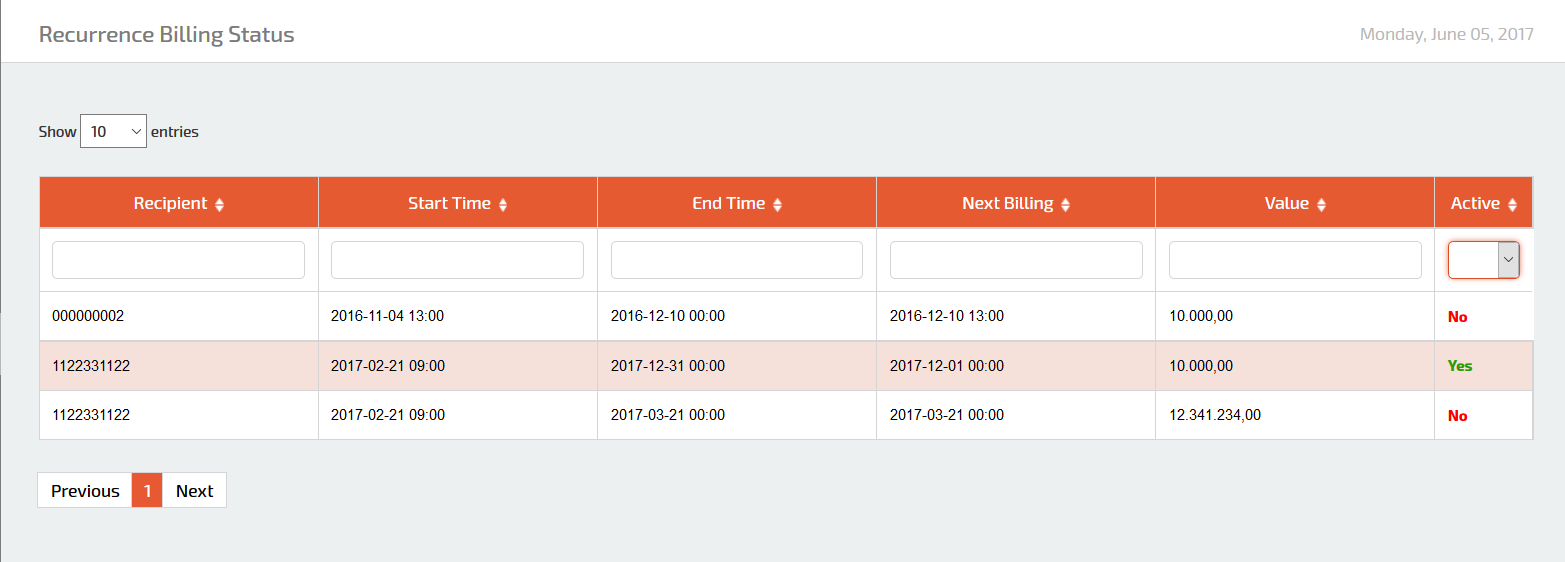 Recurrence Billing Status Monday, June 05, 2017
Show 10 entries
Recipient Start Time End Time Next Billing Value Active
000000002 2016-11-04 13:00 2016-12-10 00:00 2016-12-10 13:00 10.000,00 No
1122331122 2017-02-21 09:00 2017-12-31 00:00 2017-12-01 00:00 10.000,00 Yes
1122331122 2017-02-21 09:00 2017-03-21 00:00 2017-03-21 00:00 12.341.234,00 No
Previous 1 Next